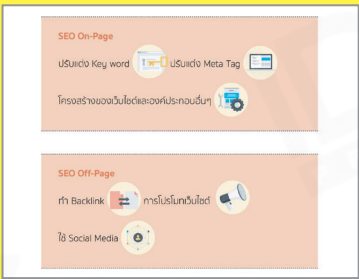 SEO On-Page
ปรับแต่ง Key word ปรับแต่ง Meta Tag
โครงสร้างของเว็บไซต์และองค์ประกอบอื่นๆ
SEO Off-Page
ทำ Backlink การโปรโมทเว็บไซต์
ใช้ Social Media